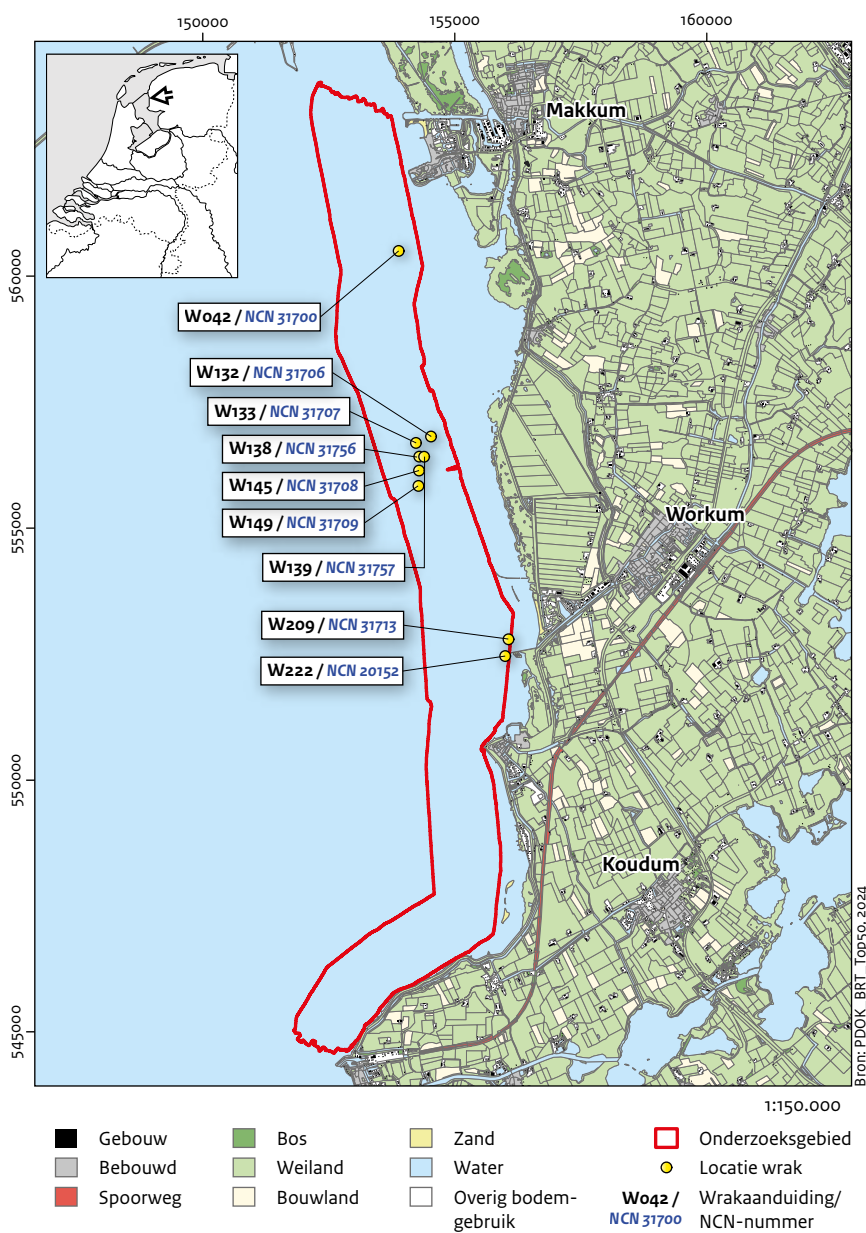 150000
155000
160000
Makkum
560000
W042 / NCN 31700
W132 / NCN 31706
W133 / NCN 31707
W138 / NCN 31756
W145 / NCN 31708
W149 / NCN 31709
W139 / NCN 31757
555000
Workum
W209 / NCN 31713
W222 / NCN 20152
550000
Koudum
545000
Bron: PDOK_BRT_Top50, 2024
1:150.000
Gebouw
Bebouwd
Spoorweg
Bos
Weiland
Bouwland
Zand
Water
Overig bodem-
gebruik
Onderzoeksgebied
Locatie wrak
W042 /
NCN 31700
Wrakaanduiding/
NCN-nummer